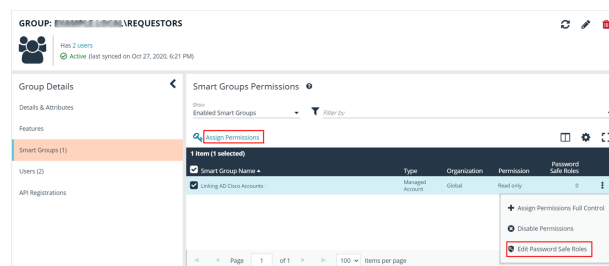 GROUP: \REQUESTORS
Has 2 users
Active (last synced on Oct 27, 2020, 6:21 PM)
Group Details
Details & Attributes
Features
Smart Groups (1)
Users (2)
API Registrations
Smart Groups Permissions
Show
Enabled Smart Groups
Filter by
Assign Permissions
1 item (1 selected)
Smart Group Name Type Organization Permission Password Safe Roles
Linking AD Cisco Accounts Managed Account Global Read only 0
Assign Permissions Full Control
Disable Permissions
Edit Password Safe Roles
Page 1 of 1 100 Items per page